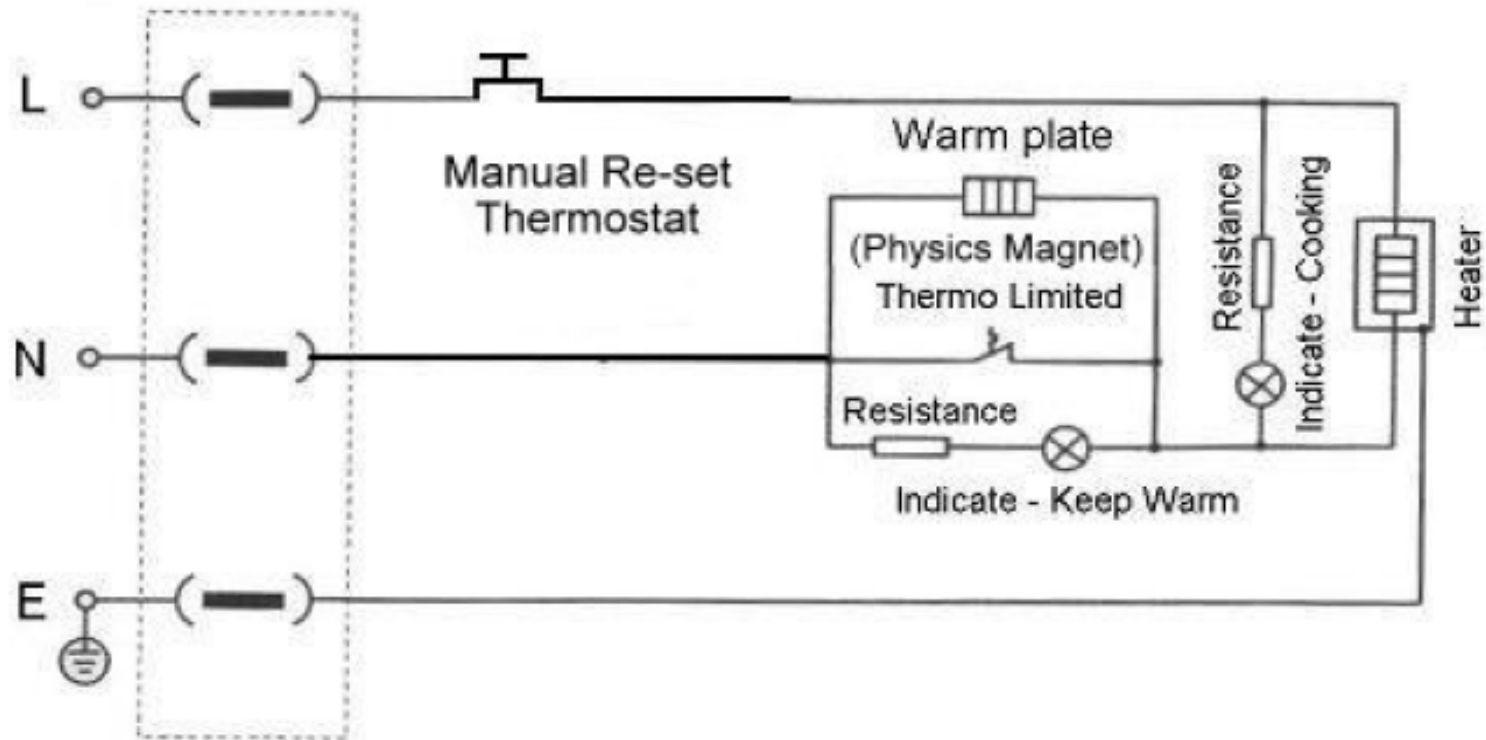 L
Manual Re-set
Thermostat
Warm plate
(Physics Magnet)
Thermo Limited
Resistance
Indicate - Cooking
Heater
N
Resistance
Indicate - Keep Warm
E